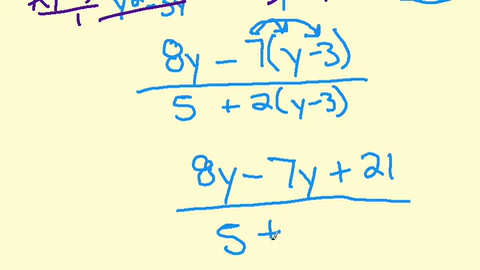 8y - 7(y - 3)
5 + 2(y - 3)
8y - 7y + 21
5 +